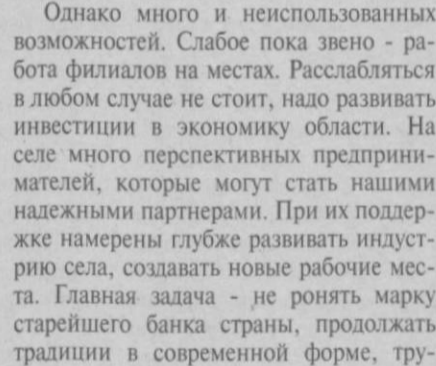 Однако много и неиспользованных
возможностей. Слабое пока звено - ра-
бота филиалов на местах. Расслабляться
в любом случае не стоит, надо развивать
инвестиции в экономику области. На
селе много перспективных предприни-
мателей, которые могут стать нашими
надежными партнерами. При их поддер-
жке намерены глубже развивать индуст-
рию села, создавать новые рабочие мес-
та. Главная задача - не ронять марку
старейшего банка страны, продолжать
традиции в современной форме, тру-